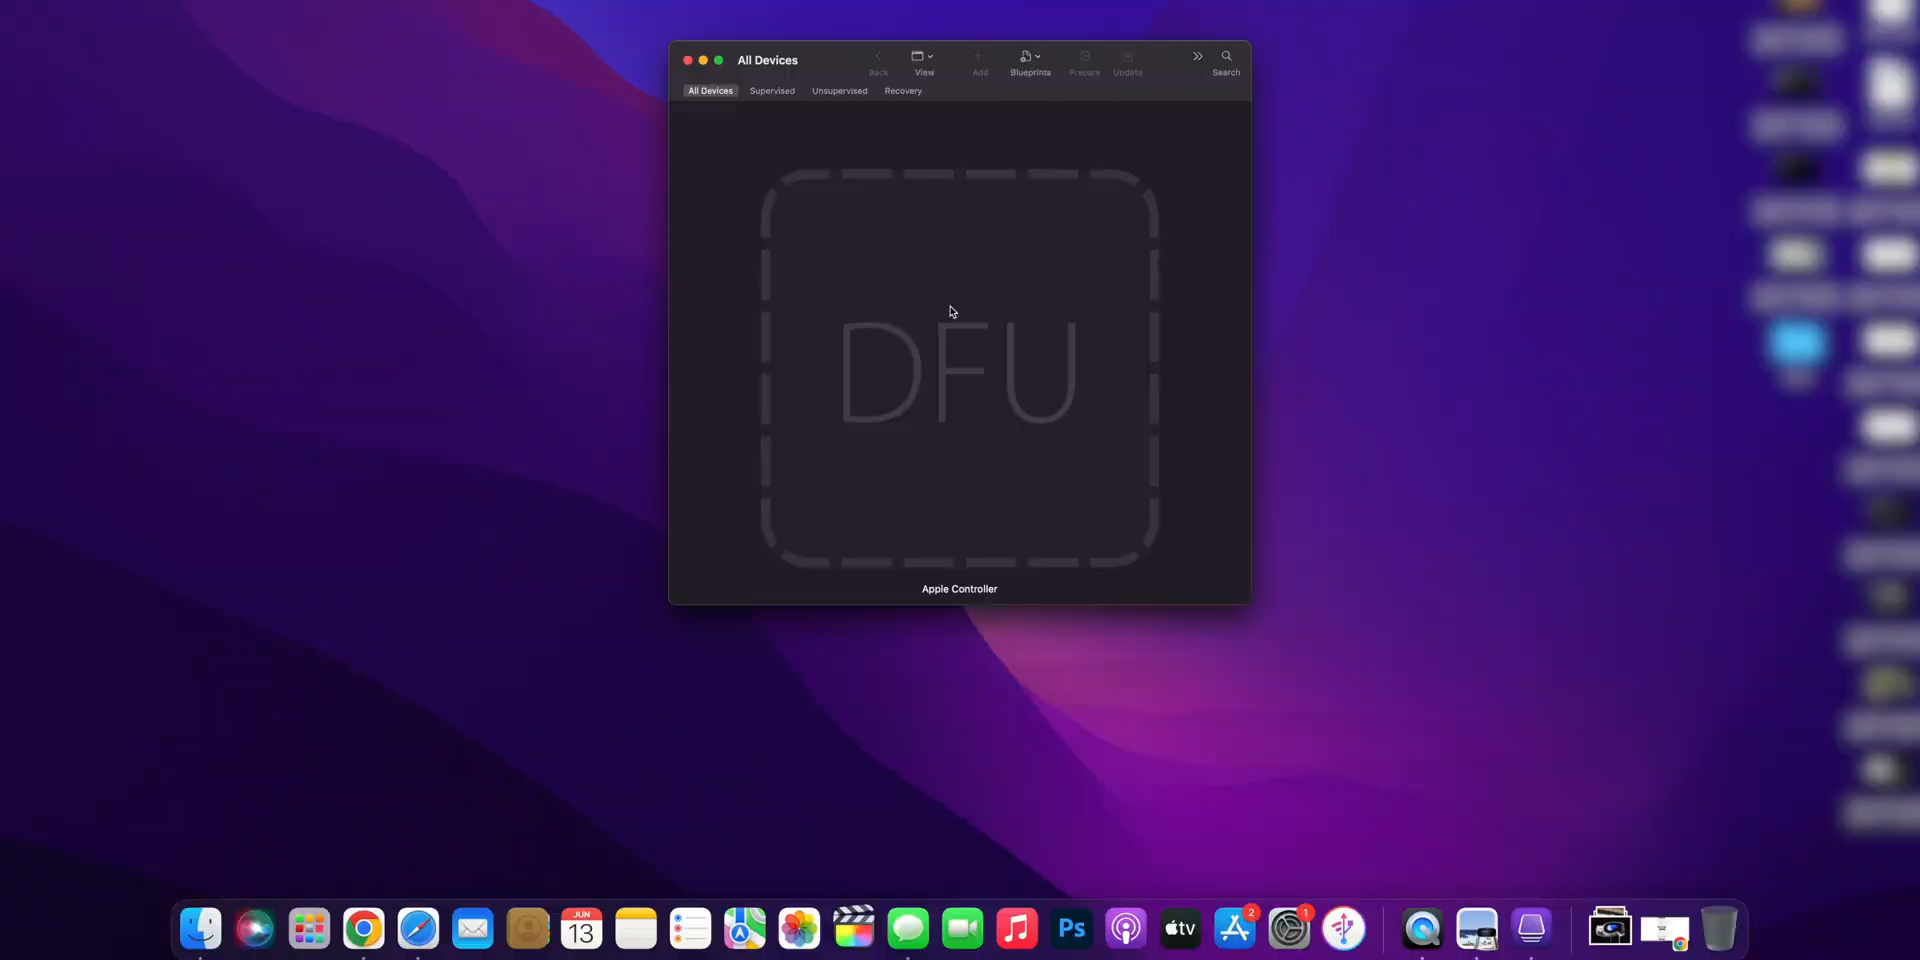 All Devices
Back
View
Add
Blueprints
Prepare
Update
Search
All Devices
Supervised
Unsupervised
Recovery
DFU
Apple Controller
JUN
13
Ps
tv
2
1